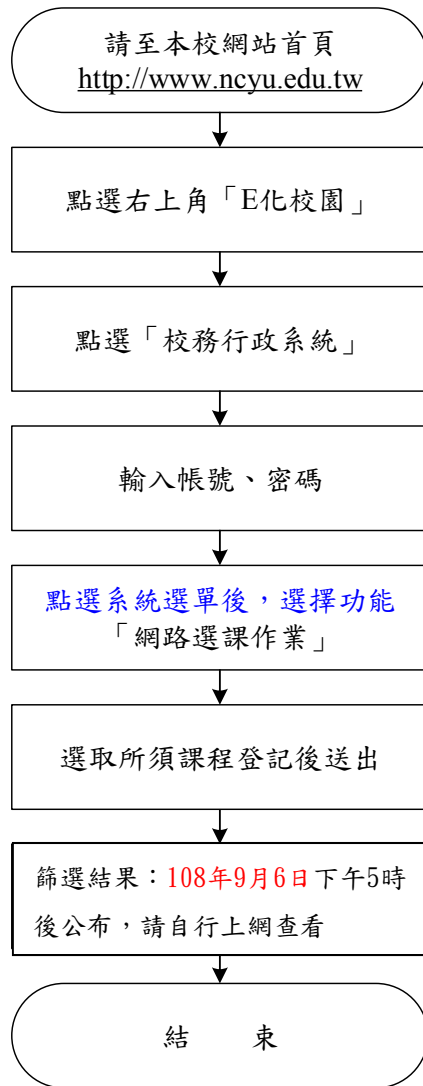 請至本校網站首頁
http://www.ncyu.edu.tw
點選右上角「E化校園」
點選「校務行政系統」
輸入帳號、密碼
點選系統選單後，選擇功能
「網路選課作業」
選取所須課程登記後送出
篩選結果：108年9月6日下午5時
後公布，請自行上網查看
結　　束